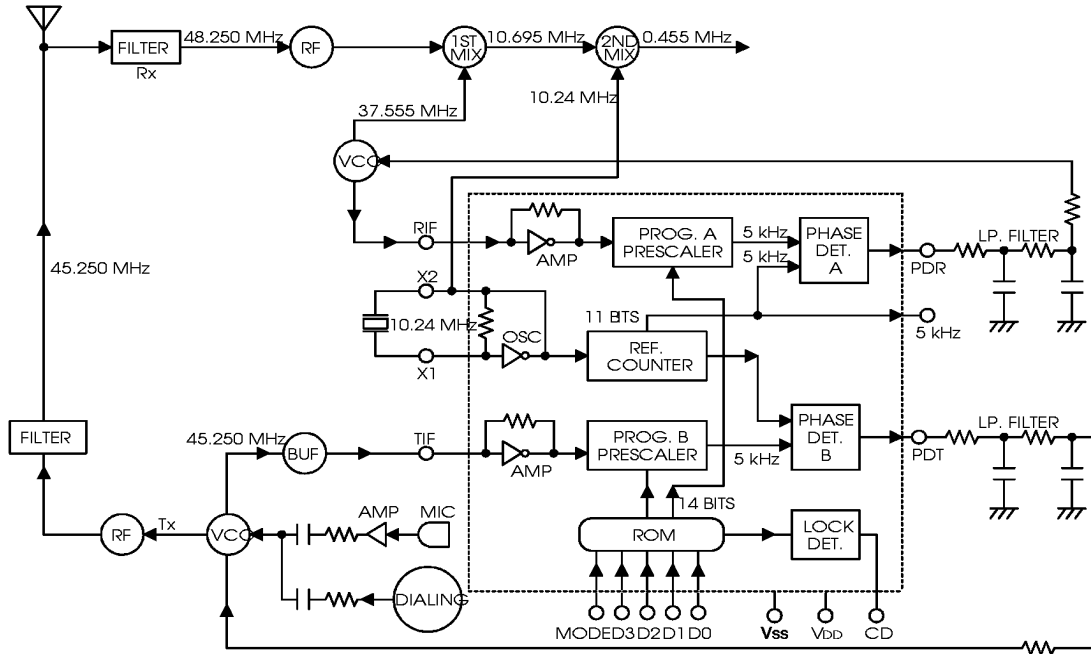 FILTER
Rx
48.250 MHz
RF
1ST
MIX
10.695 MHz
2ND
MIX
0.455 MHz
37.555 MHz
10.24 MHz
VCO
RIF
AMP
PROG. A
PRESCALER
5 kHz
5 kHz
PHASE
DET.
A
PDR
LP. FILTER
X2
10.24 MHz
X1
OSC
11 BITS
REF.
COUNTER
5 kHz
45.250 MHz
FILTER
45.250 MHz
BUF
TIF
AMP
PROG. B
PRESCALER
5 kHz
PHASE
DET.
B
PDT
LP. FILTER
14 BITS
RF
Tx
VCO
AMP
MIC
DIALING
ROM
LOCK
DET.
MODE
D3
D2
D1
D0
Vss
VDD
CD